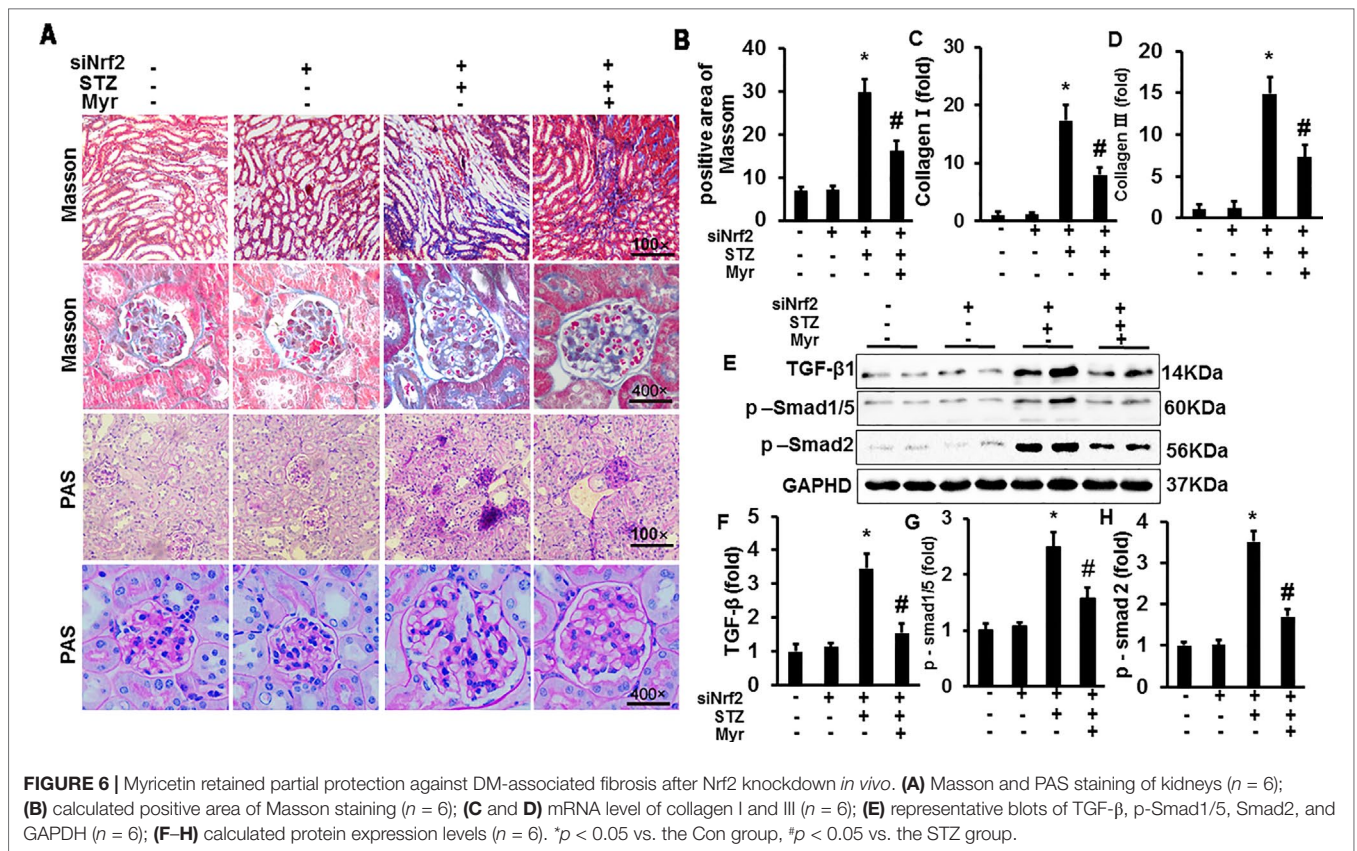 A
siNrf2 - + + +
STZ - - + +
Myr - - - +
Masson
100×
Masson
400×
PAS
100×
PAS
400×
B
positive area of
Massom
40
30
20
10
0
*
#
siNrf2 - + + +
STZ - - + +
Myr - - - +
C
Collagen I (fold)
30
20
10
0
*
#
- + + +
- - + +
- - - +
D
Collagen III (fold)
20
15
10
5
0
*
#
- + + +
- - + +
- - - +
siNrf2 - + + +
STZ - - + +
Myr - - - +
E
TGF-β1 14KDa
p –Smad1/5 60KDa
p –Smad2 56KDa
GAPHD 37KDa
F
TGF-β (fold)
5
4
3
2
1
0
*
#
siNrf2 - + + +
STZ - - + +
Myr - - - +
G
p - smad1/5 (fold)
3
2
1
0
*
#
- + + +
- - + +
- - - +
H
p - smad 2 (fold)
4
3
2
1
0
*
#
- + + +
- - + +
- - - +
FIGURE 6 | Myricetin retained partial protection against DM-associated fibrosis after Nrf2 knockdown in vivo. (A) Masson and PAS staining of kidneys (n = 6);
(B) calculated positive area of Masson staining (n = 6); (C and D) mRNA level of collagen I and III (n = 6); (E) representative blots of TGF-β, p-Smad1/5, Smad2, and
GAPDH (n = 6); (F–H) calculated protein expression levels (n = 6). *p < 0.05 vs. the Con group, #p < 0.05 vs. the STZ group.